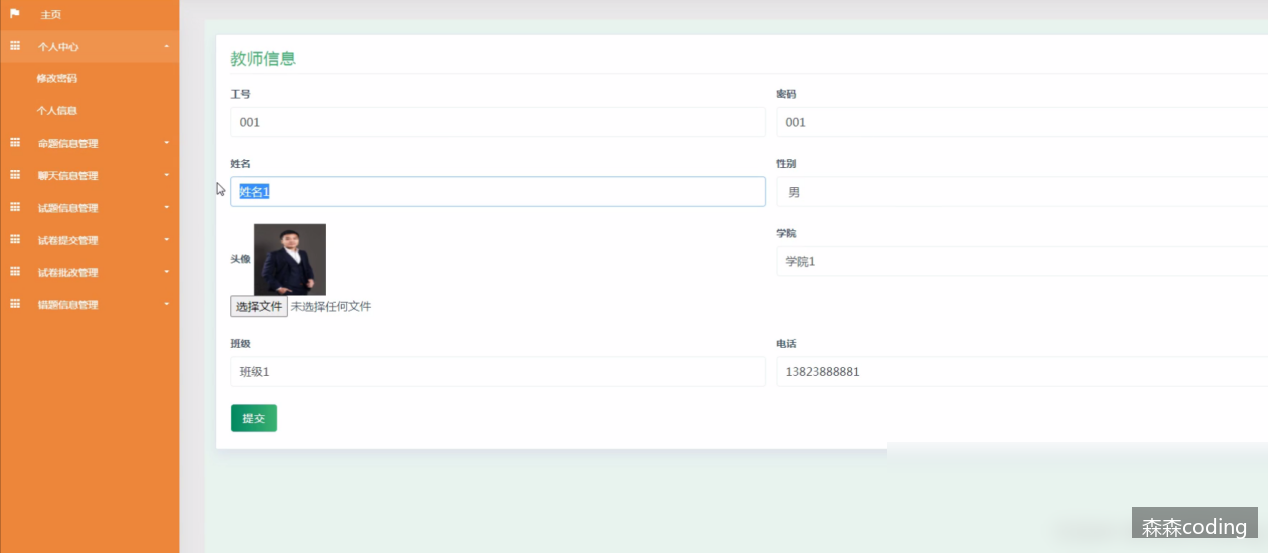 主页
个人中心
修改密码
个人信息
命题信息管理
聊天信息管理
试题信息管理
试卷提交管理
试卷批改管理
错题信息管理
教师信息
工号
密码
001
001
姓名
性别
姓名1
男
头像
学院
学院1
选择文件 未选择任何文件
班级
电话
班级1
13823888881
提交
森森coding